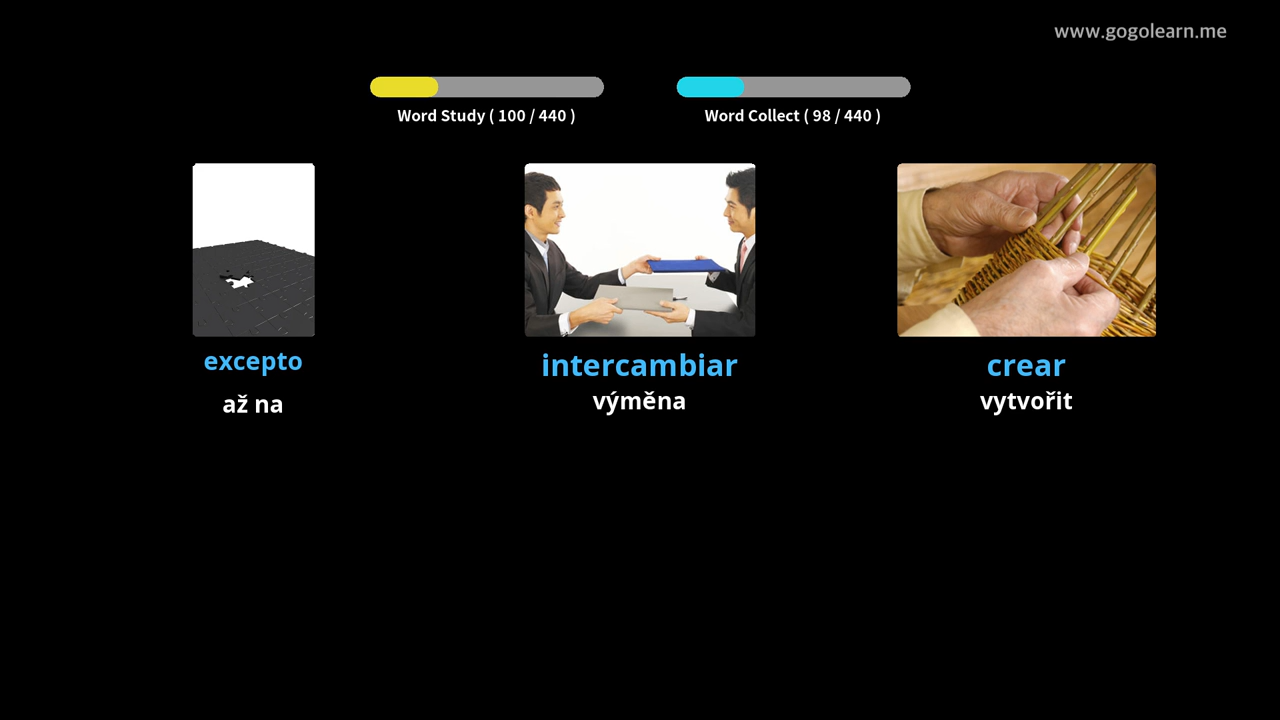 www.gogolearn.me
Word Study ( 100 / 440 )
Word Collect ( 98 / 440 )
excepto
až na
intercambiar
výměna
crear
vytvořit